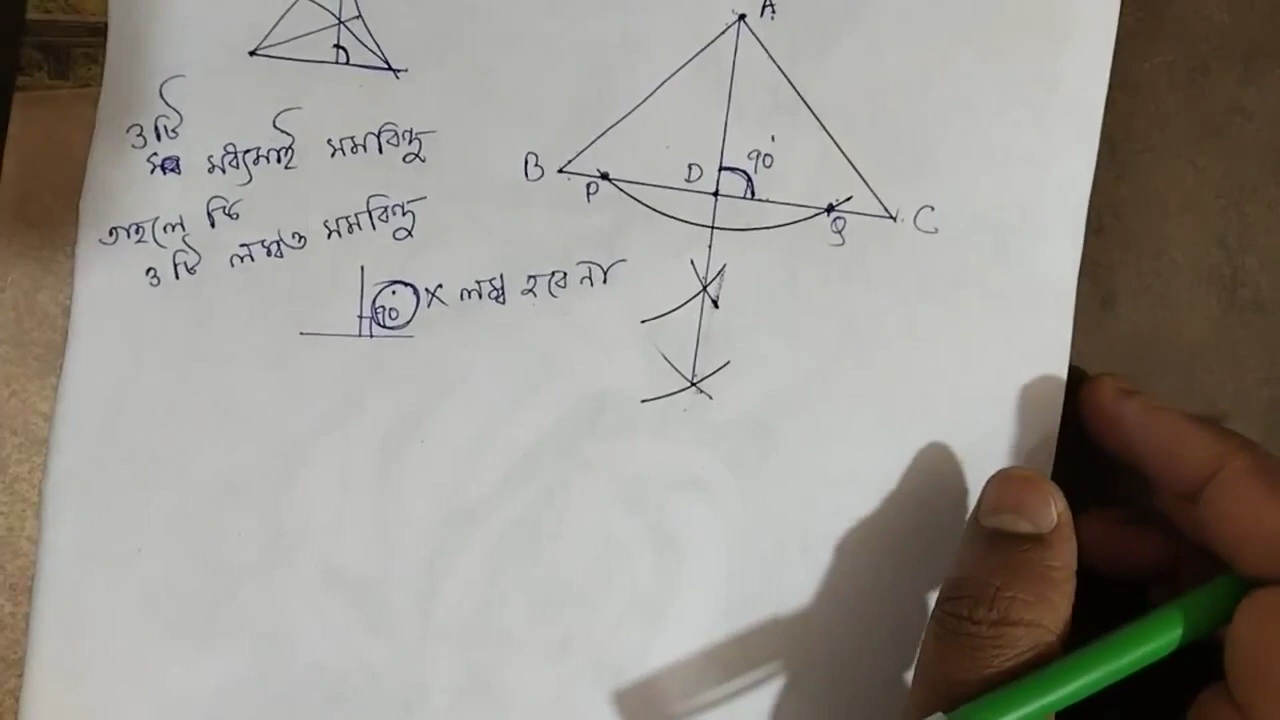 ৩টি
মধ্যমাই সমবিন্দু
তাহলে কি
৩টি লম্বও সমবিন্দু
90° × লম্ব হবে না
A
B
P
D
90°
Q
C